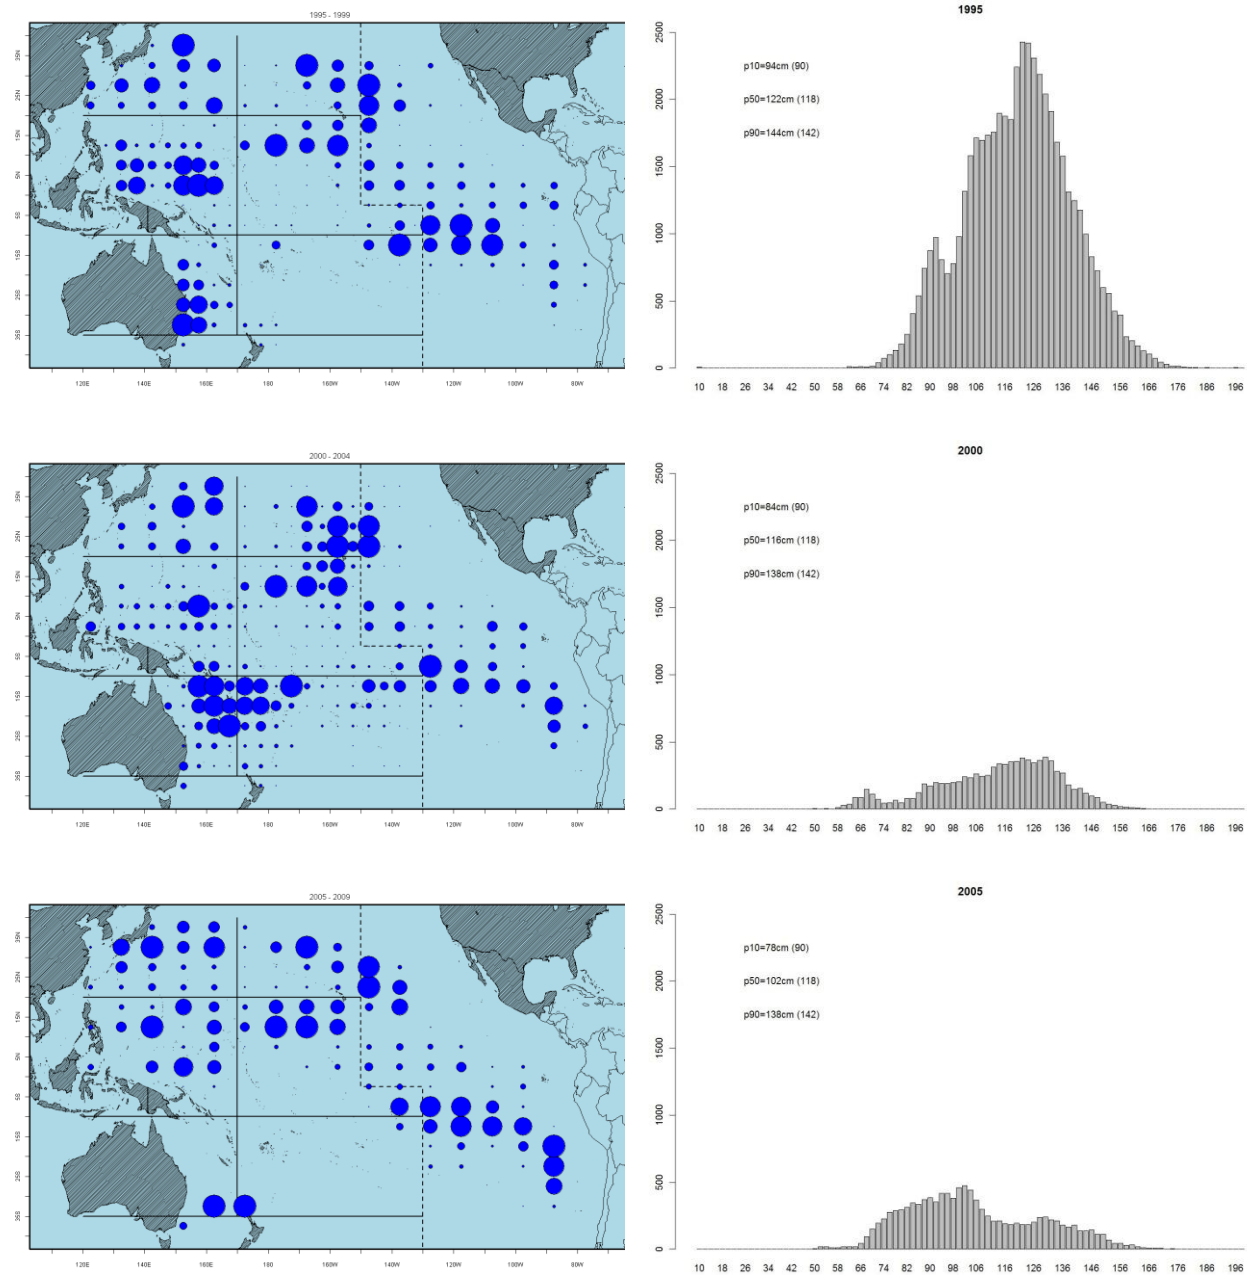 1995 - 1999
35N
25N
15N
5N
5S
15S
25S
35S
120E 140E 160E 180 160W 140W 120W 100W 80W
1995
p10=94cm (90)
p50=122cm (118)
p90=144cm (142)
2500
2000
1500
1000
500
0
10 18 26 34 42 50 58 66 74 82 90 98 106 116 126 136 146 156 166 176 186 196
2000 - 2004
35N
25N
15N
5N
5S
15S
25S
35S
120E 140E 160E 180 160W 140W 120W 100W 80W
2000
p10=84cm (90)
p50=116cm (118)
p90=138cm (142)
2500
2000
1500
1000
500
0
10 18 26 34 42 50 58 66 74 82 90 98 106 116 126 136 146 156 166 176 186 196
2005 - 2009
35N
25N
15N
5N
5S
15S
25S
35S
120E 140E 160E 180 160W 140W 120W 100W 80W
2005
p10=78cm (90)
p50=102cm (118)
p90=138cm (142)
2500
2000
1500
1000
500
0
10 18 26 34 42 50 58 66 74 82 90 98 106 116 126 136 146 156 166 176 186 196